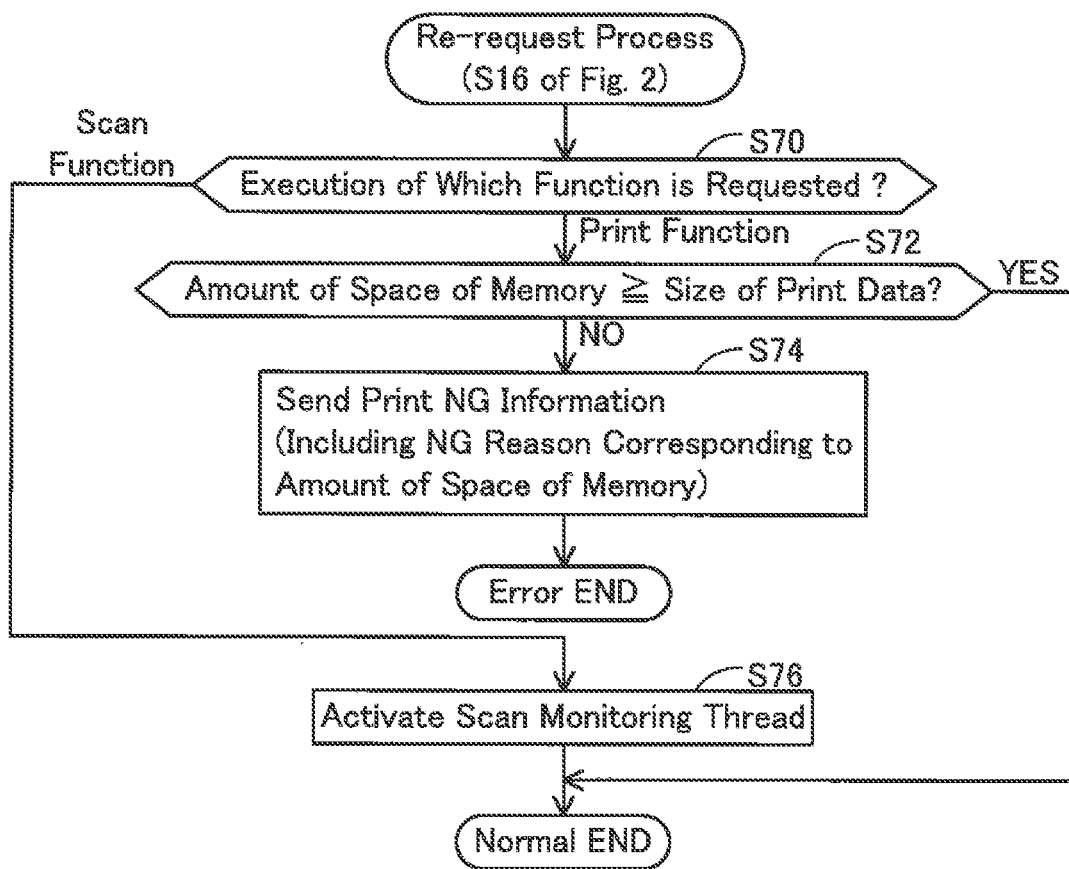 Re-request Process
(S16 of Fig. 2)
Scan
Function
S70
Execution of Which Function is Requested ?
Print Function
S72
Amount of Space of Memory ≧ Size of Print Data?
YES
NO
S74
Send Print NG Information
(Including NG Reason Corresponding to
Amount of Space of Memory)
Error END
S76
Activate Scan Monitoring Thread
Normal END